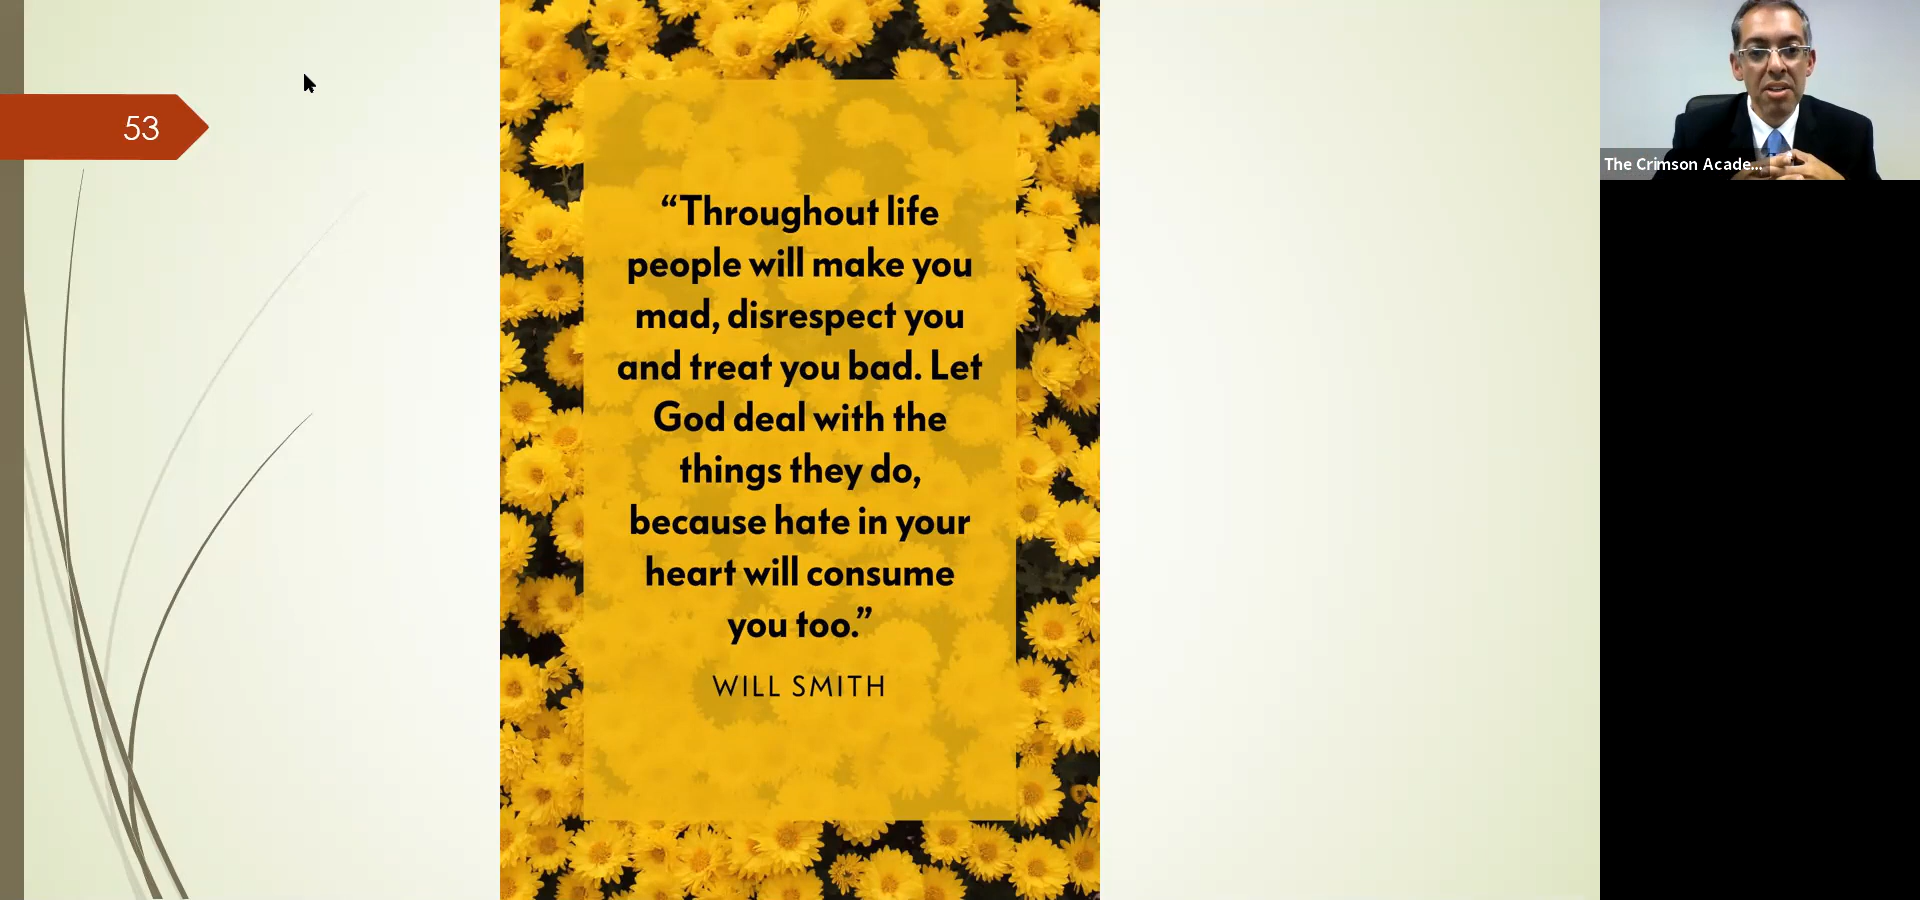 53
“Throughout life
people will make you
mad, disrespect you
and treat you bad. Let
God deal with the
things they do,
because hate in your
heart will consume
you too.”
WILL SMITH
The Crimson Acade...